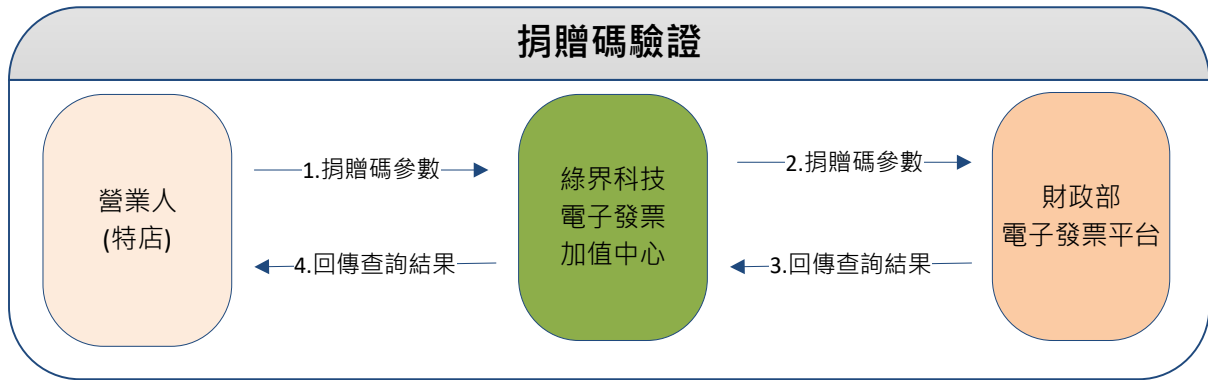 捐贈碼驗證
營業人
(特店)
1.捐贈碼參數
4.回傳查詢結果
綠界科技
電子發票
加值中心
2.捐贈碼參數
3.回傳查詢結果
財政部
電子發票平台